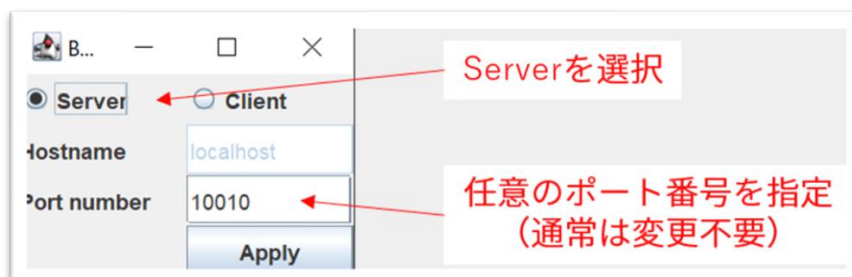 B...
Server
Client
Serverを選択
Hostname
localhost
Port number
10010
任意のポート番号を指定
（通常は変更不要）
Apply